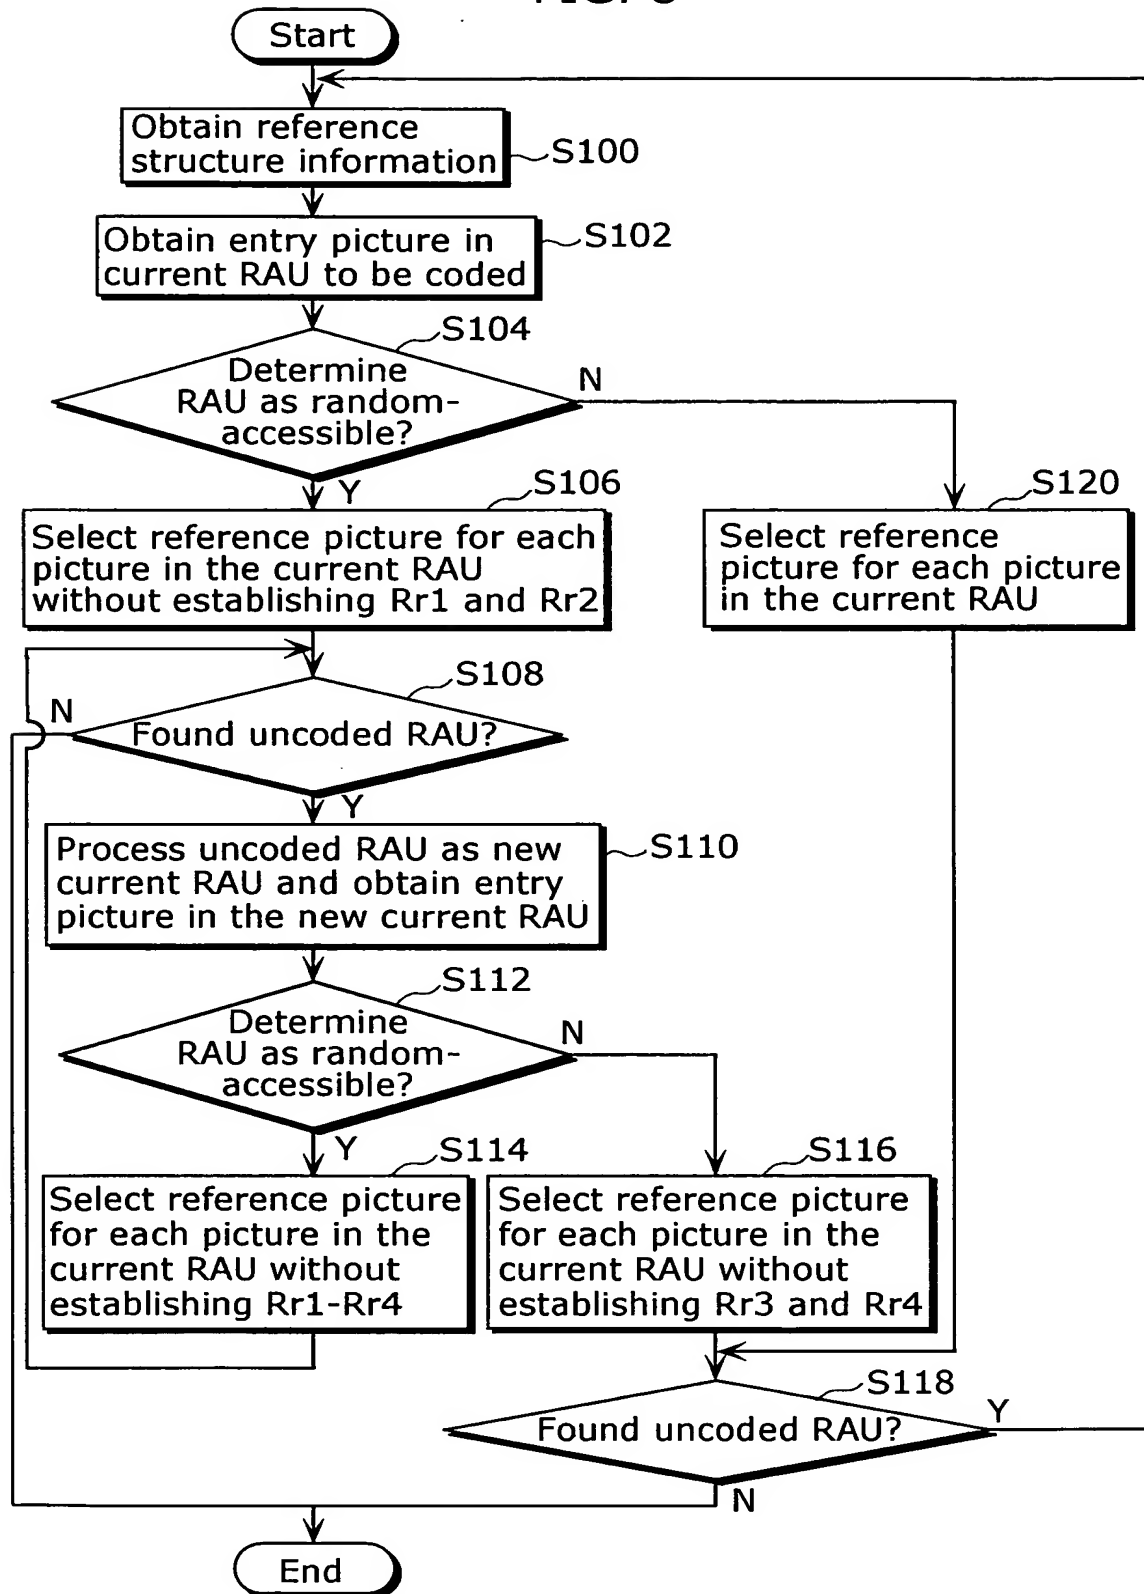 Start
Obtain reference
structure information
S100
Obtain entry picture in
current RAU to be coded
S102
S104
Determine
RAU as random-
accessible?
N
Y
S106
Select reference picture for each
picture in the current RAU
without establishing Rr1 and Rr2
S120
Select reference
picture for each picture
in the current RAU
S108
N
Found uncoded RAU?
Y
Process uncoded RAU as new
current RAU and obtain entry
picture in the new current RAU
S110
S112
Determine
RAU as random-
accessible?
N
Y
S114
Select reference picture
for each picture in the
current RAU without
establishing Rr1-Rr4
S116
Select reference picture
for each picture in the
current RAU without
establishing Rr3 and Rr4
S118
Found uncoded RAU?
Y
N
End